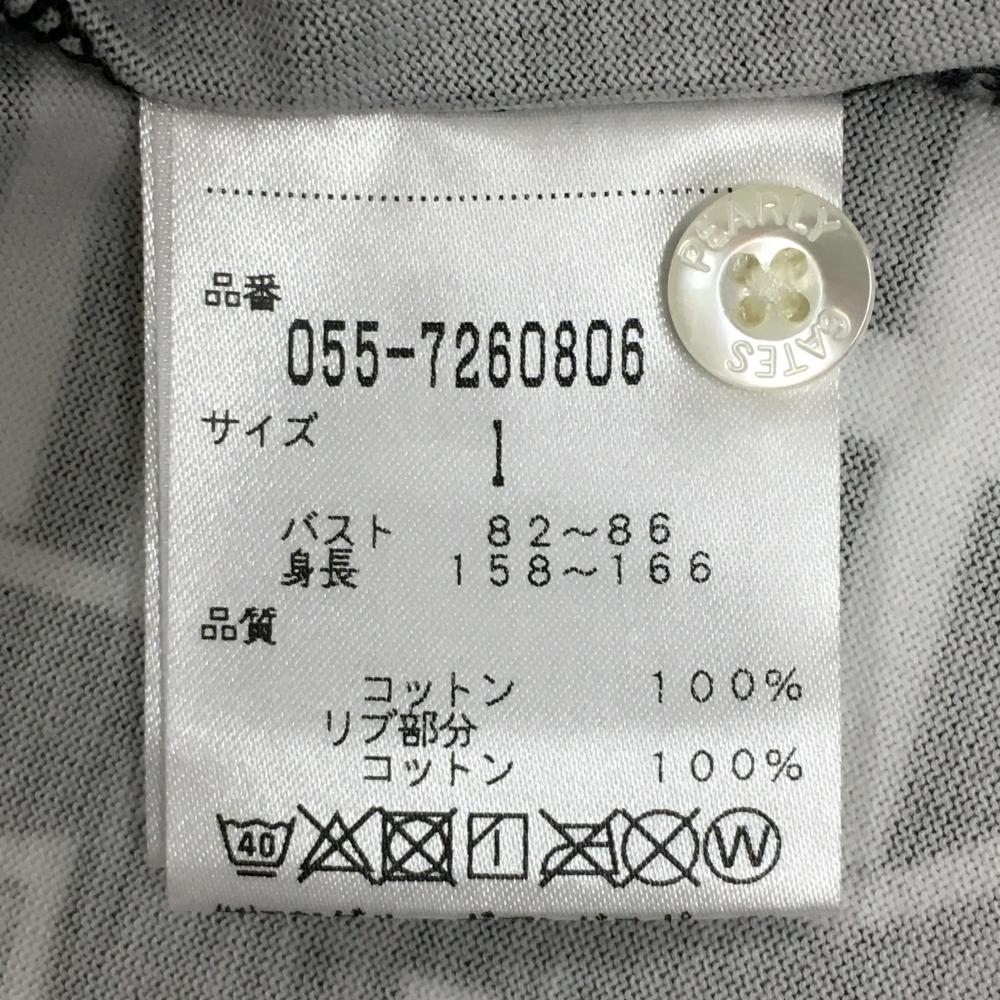 品番
055-7260806
PEARLY GATES
サイズ
1
バスト 82〜86
身長 158〜166
品質
コットン 100%
リブ部分
コットン 100%
40
W